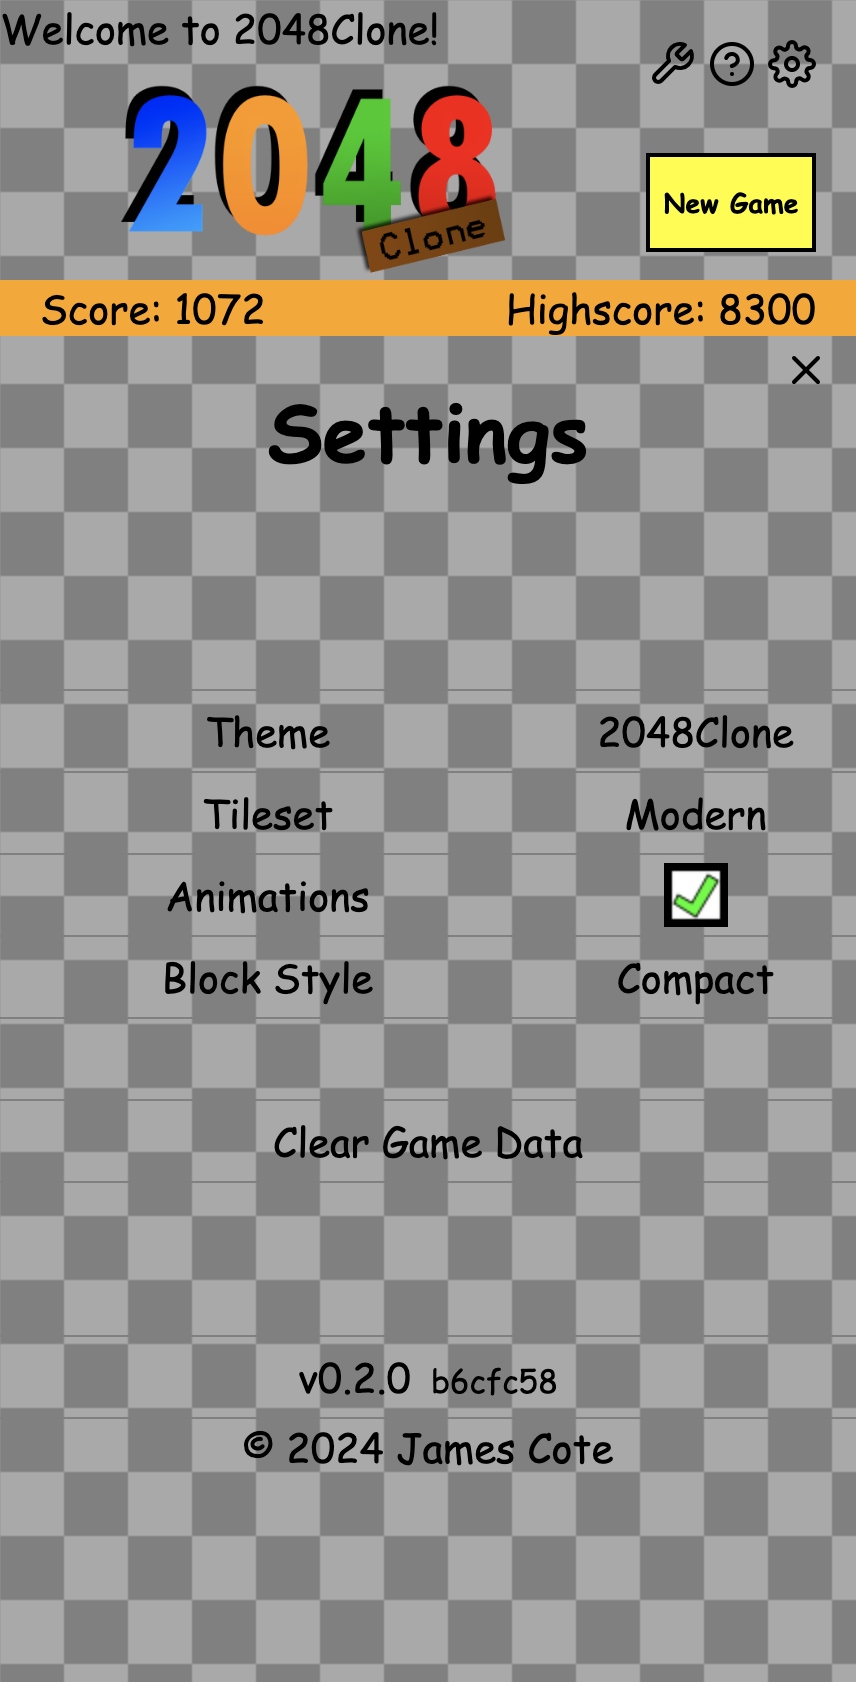 Welcome to 2048Clone!
2048
Clone
New Game
Score: 1072 Highscore: 8300
Settings
Theme 2048Clone
Tileset Modern
Animations
Block Style Compact
Clear Game Data
v0.2.0 b6cfc58
© 2024 James Cote